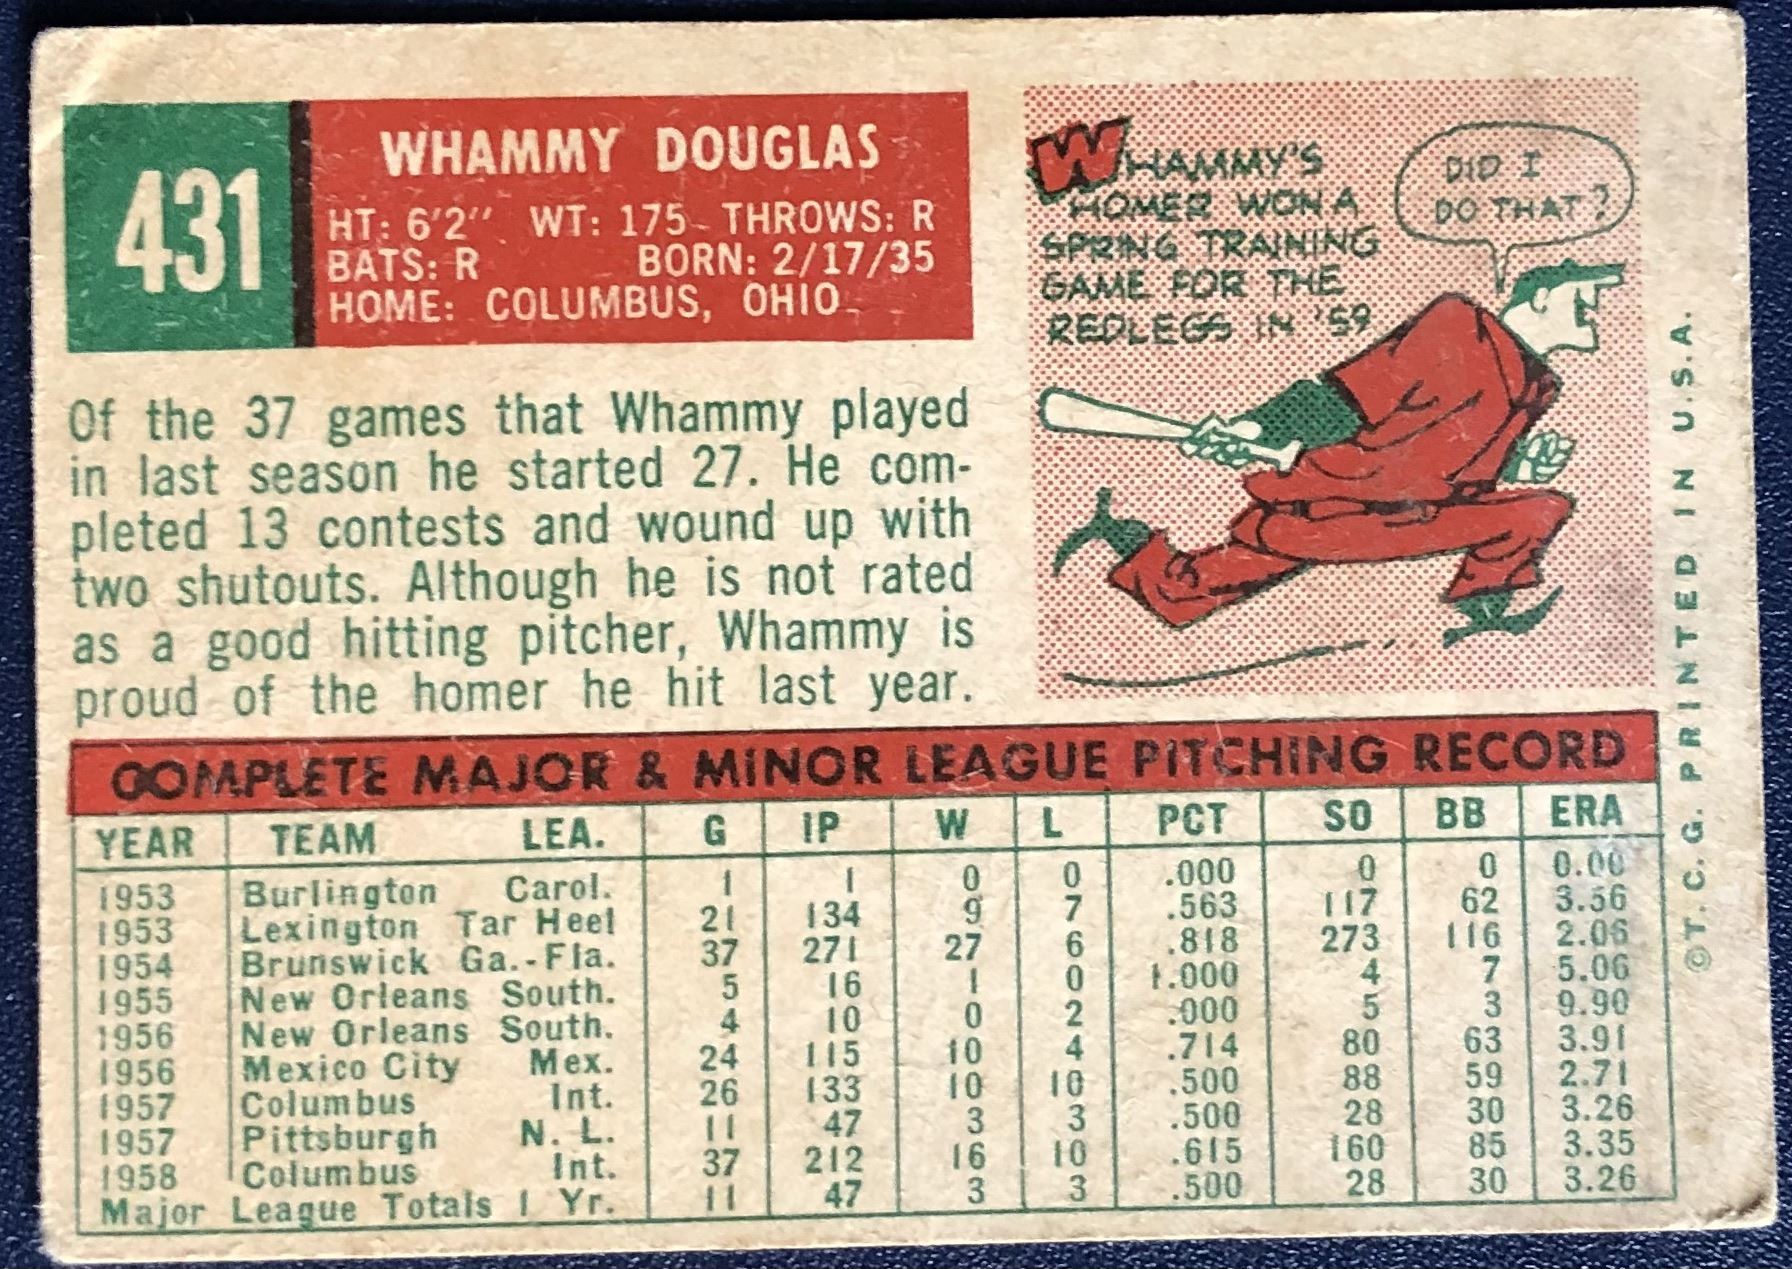 431
WHAMMY DOUGLAS
HT: 6'2" WT: 175 THROWS: R
BATS: R BORN: 2/17/35
HOME: COLUMBUS, OHIO
Of the 37 games that Whammy played
in last season he started 27. He com-
pleted 13 contests and wound up with
two shutouts. Although he is not rated
as a good hitting pitcher, Whammy is
proud of the homer he hit last year.
WHAMMY'S
HOMER WON A
SPRING TRAINING
GAME FOR THE
REDLEGS IN '59
DID I
DO THAT?
COMPLETE MAJOR & MINOR LEAGUE PITCHING RECORD
YEAR TEAM LEA. G IP W L PCT SO BB ERA
1953 Burlington Carol. 1 1 0 0 .000 0 0 0.00
1953 Lexington Tar Heel 21 134 9 7 .563 117 62 3.56
1954 Brunswick Ga.-Fla. 37 271 27 6 .818 273 116 2.06
1955 New Orleans South. 5 16 1 0 1.000 4 7 5.06
1956 New Orleans South. 4 10 0 2 .000 5 3 9.90
1956 Mexico City Mex. 24 115 10 4 .714 80 63 3.91
1957 Columbus Int. 26 133 10 10 .500 88 59 2.71
1957 Pittsburgh N. L. 11 47 3 3 .500 28 30 3.26
1958 Columbus Int. 37 212 16 10 .615 160 85 3.35
Major League Totals 1 Yr. 11 47 3 3 .500 28 30 3.26
©T. C. G. PRINTED IN U.S.A.